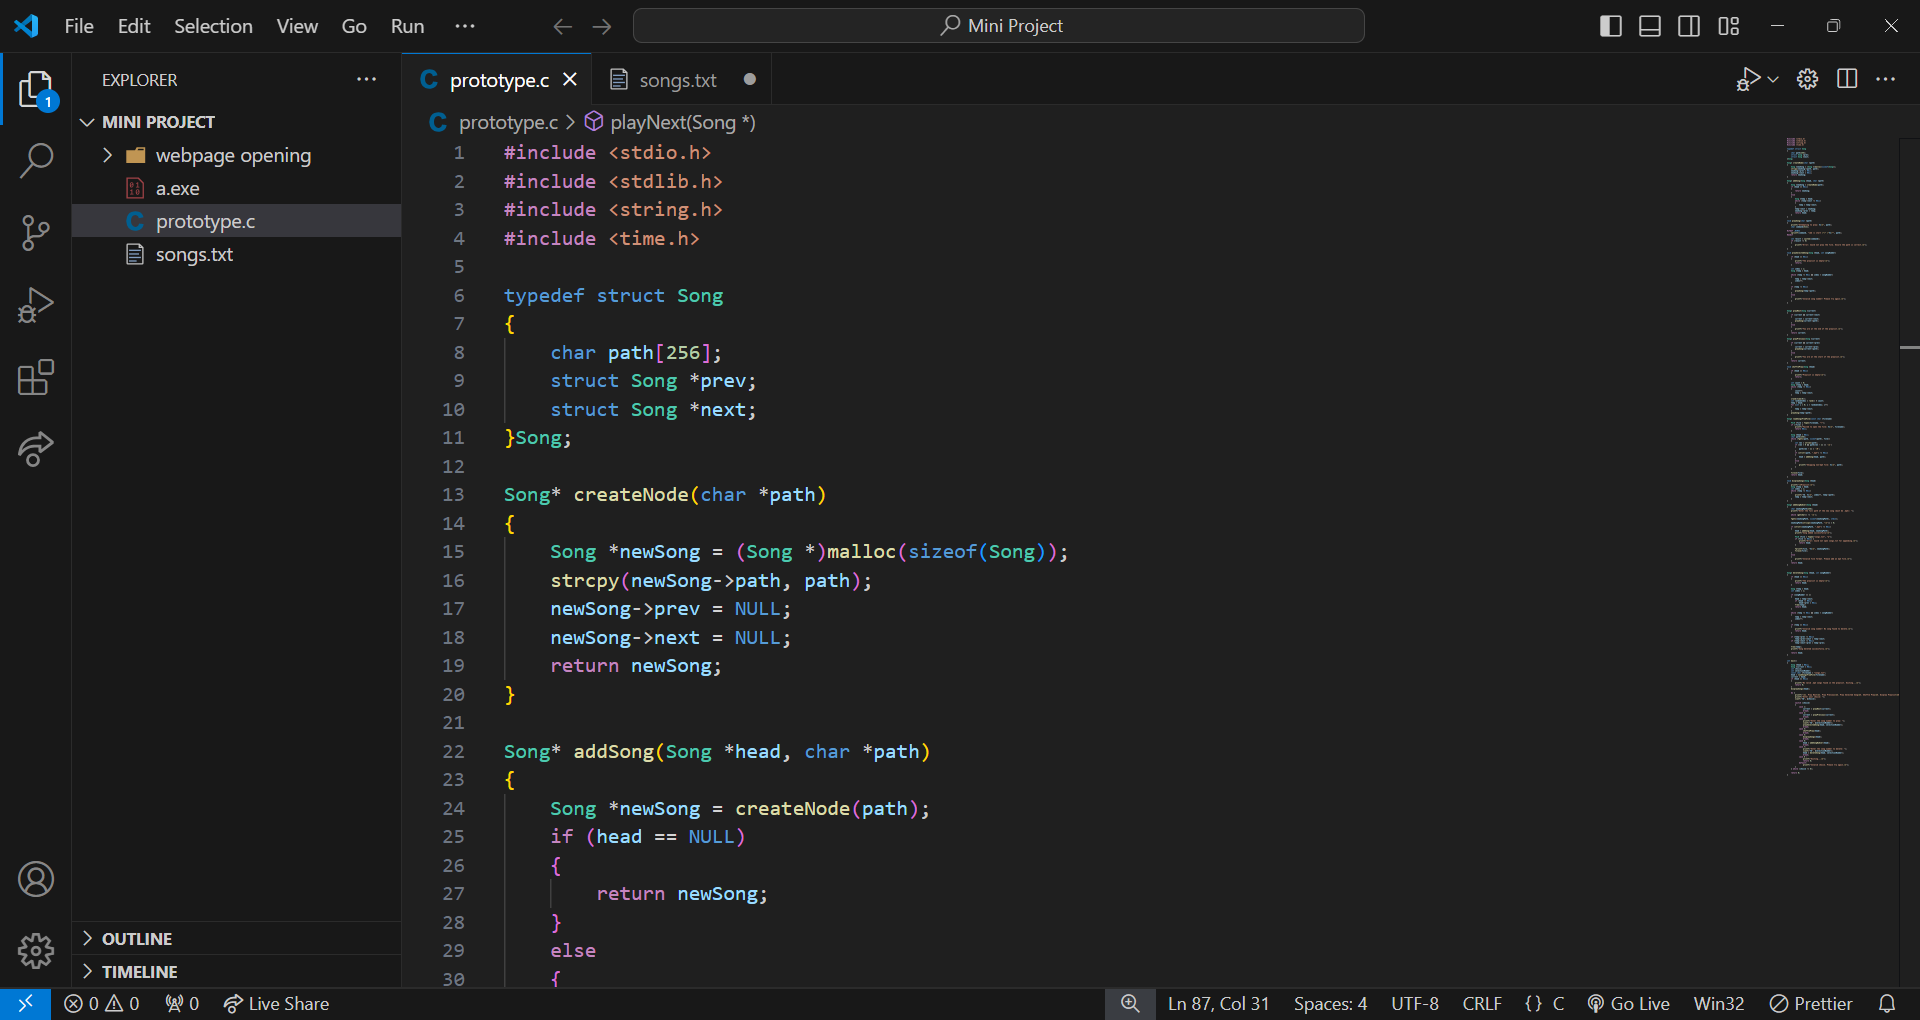 File Edit Selection View Go Run ··· Mini Project
EXPLORER ···
MINI PROJECT
webpage opening
a.exe
prototype.c
songs.txt
OUTLINE
TIMELINE
1
prototype.c songs.txt
prototype.c > playNext(Song *)
1 #include <stdio.h>
2 #include <stdlib.h>
3 #include <string.h>
4 #include <time.h>
5
6 typedef struct Song
7 {
8     char path[256];
9     struct Song *prev;
10     struct Song *next;
11 }Song;
12
13 Song* createNode(char *path)
14 {
15     Song *newSong = (Song *)malloc(sizeof(Song));
16     strcpy(newSong->path, path);
17     newSong->prev = NULL;
18     newSong->next = NULL;
19     return newSong;
20 }
21
22 Song* addSong(Song *head, char *path)
23 {
24     Song *newSong = createNode(path);
25     if (head == NULL)
26     {
27         return newSong;
28     }
29     else
30     {
0 0 0 Live Share Ln 87, Col 31 Spaces: 4 UTF-8 CRLF {} C Go Live Win32 Prettier